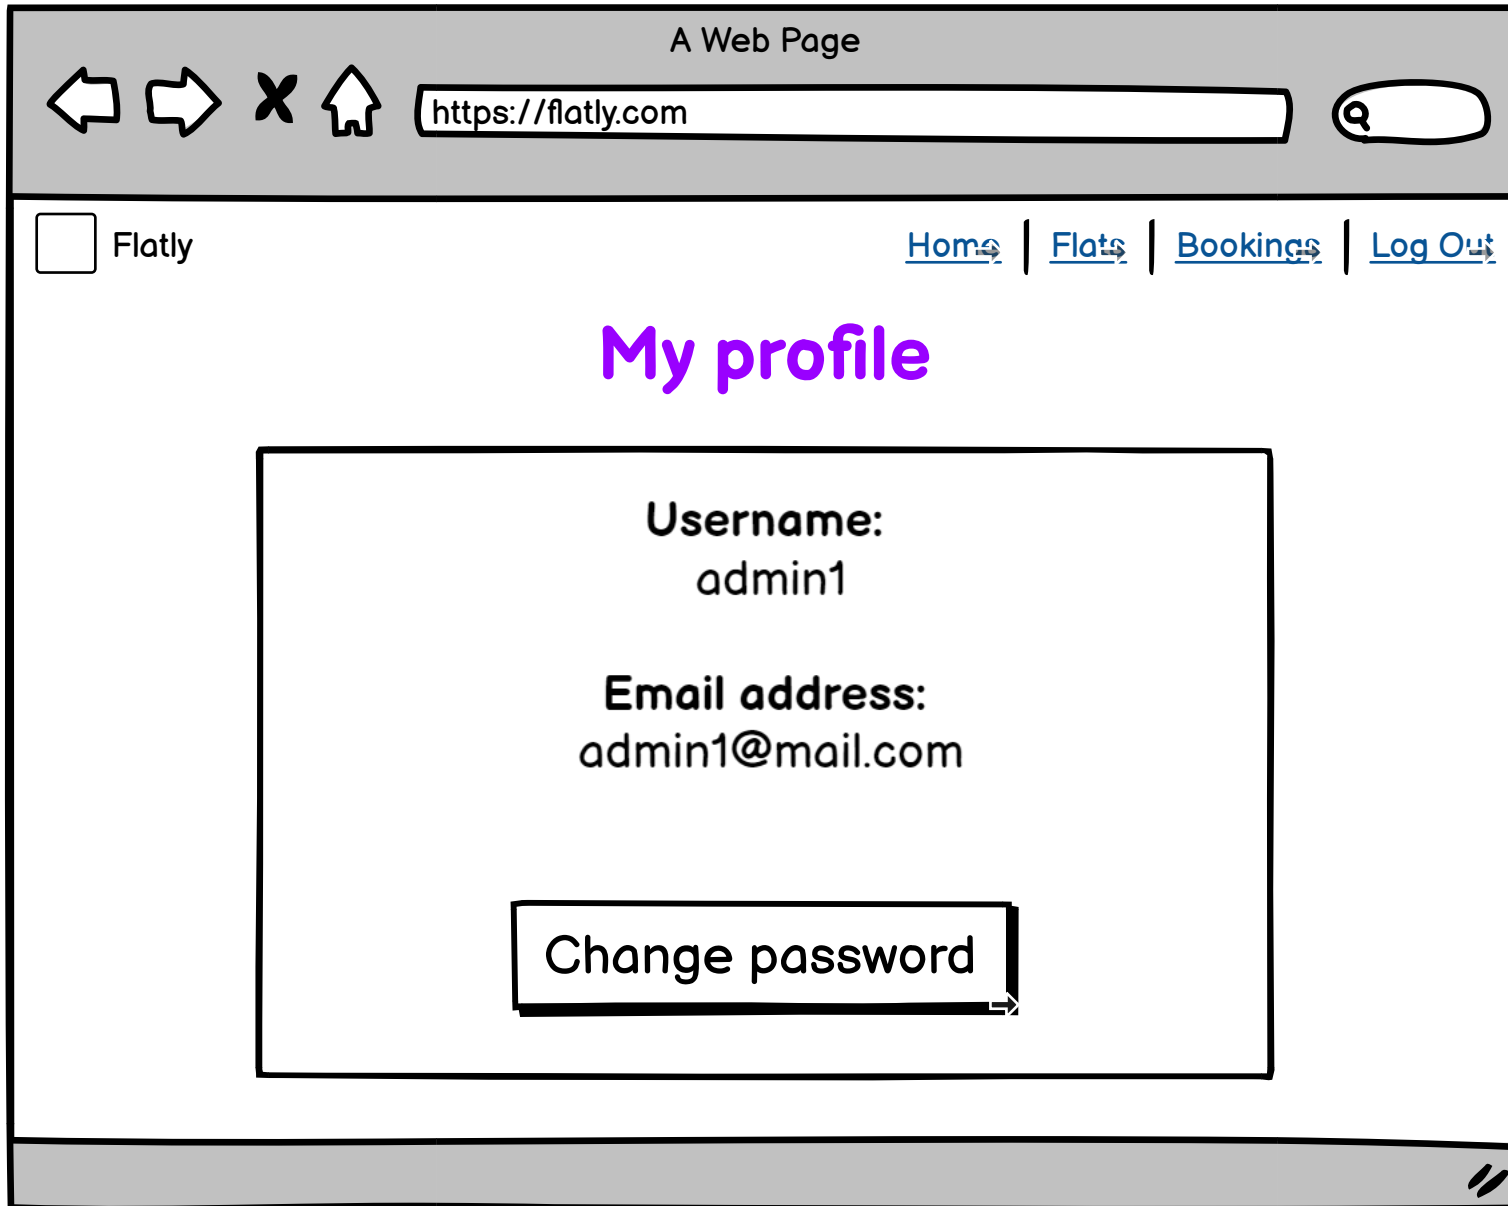 A Web Page
https://flatly.com
Flatly
Home
Flats
Bookings
Log Out
My profile
Username:
admin1
Email address:
admin1@mail.com
Change password